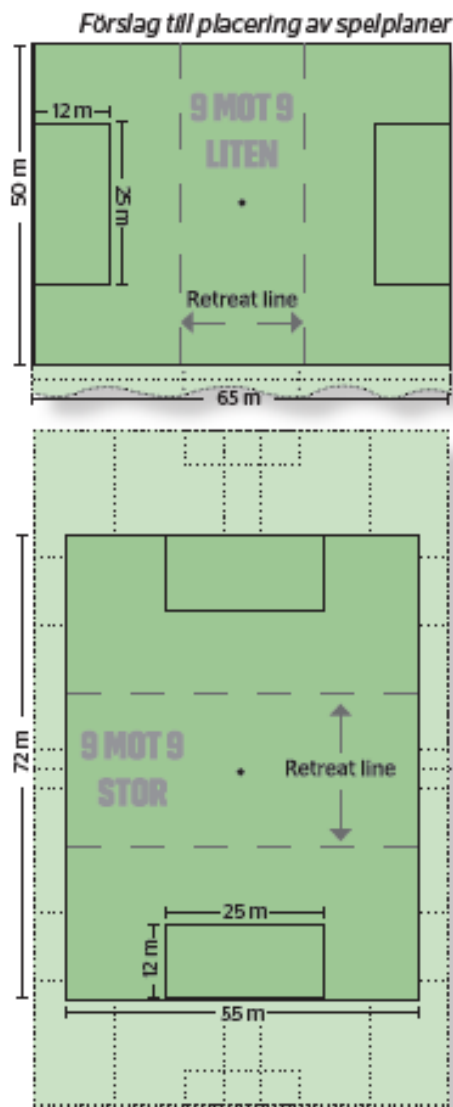 Förslag till placering av spelplaner
12 m
9 MOT 9
LITEN
50 m
25 m
Retreat line
65 m
72 m
9 MOT 9
STOR
Retreat line
25 m
12 m
55 m